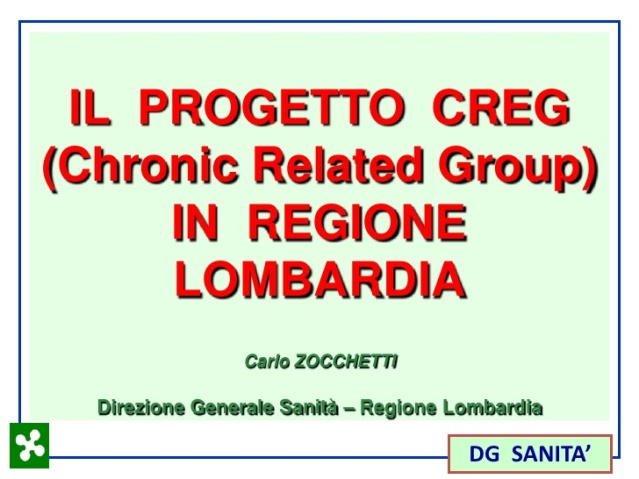 IL PROGETTO CREG
(Chronic Related Group)
IN REGIONE
LOMBARDIA
Carlo ZOCCHETTI
Direzione Generale Sanità – Regione Lombardia
DG SANITA’